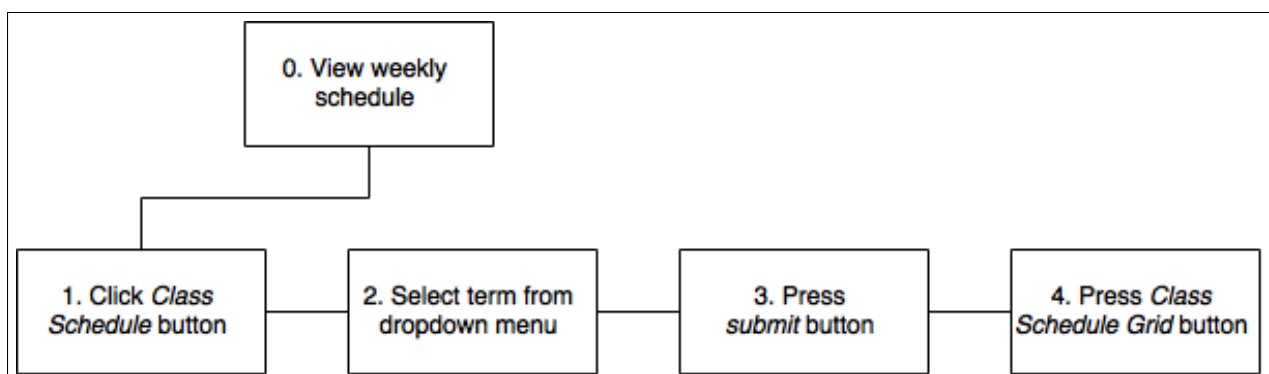 0. View weekly
schedule
1. Click Class
Schedule button
2. Select term from
dropdown menu
3. Press
submit button
4. Press Class
Schedule Grid button